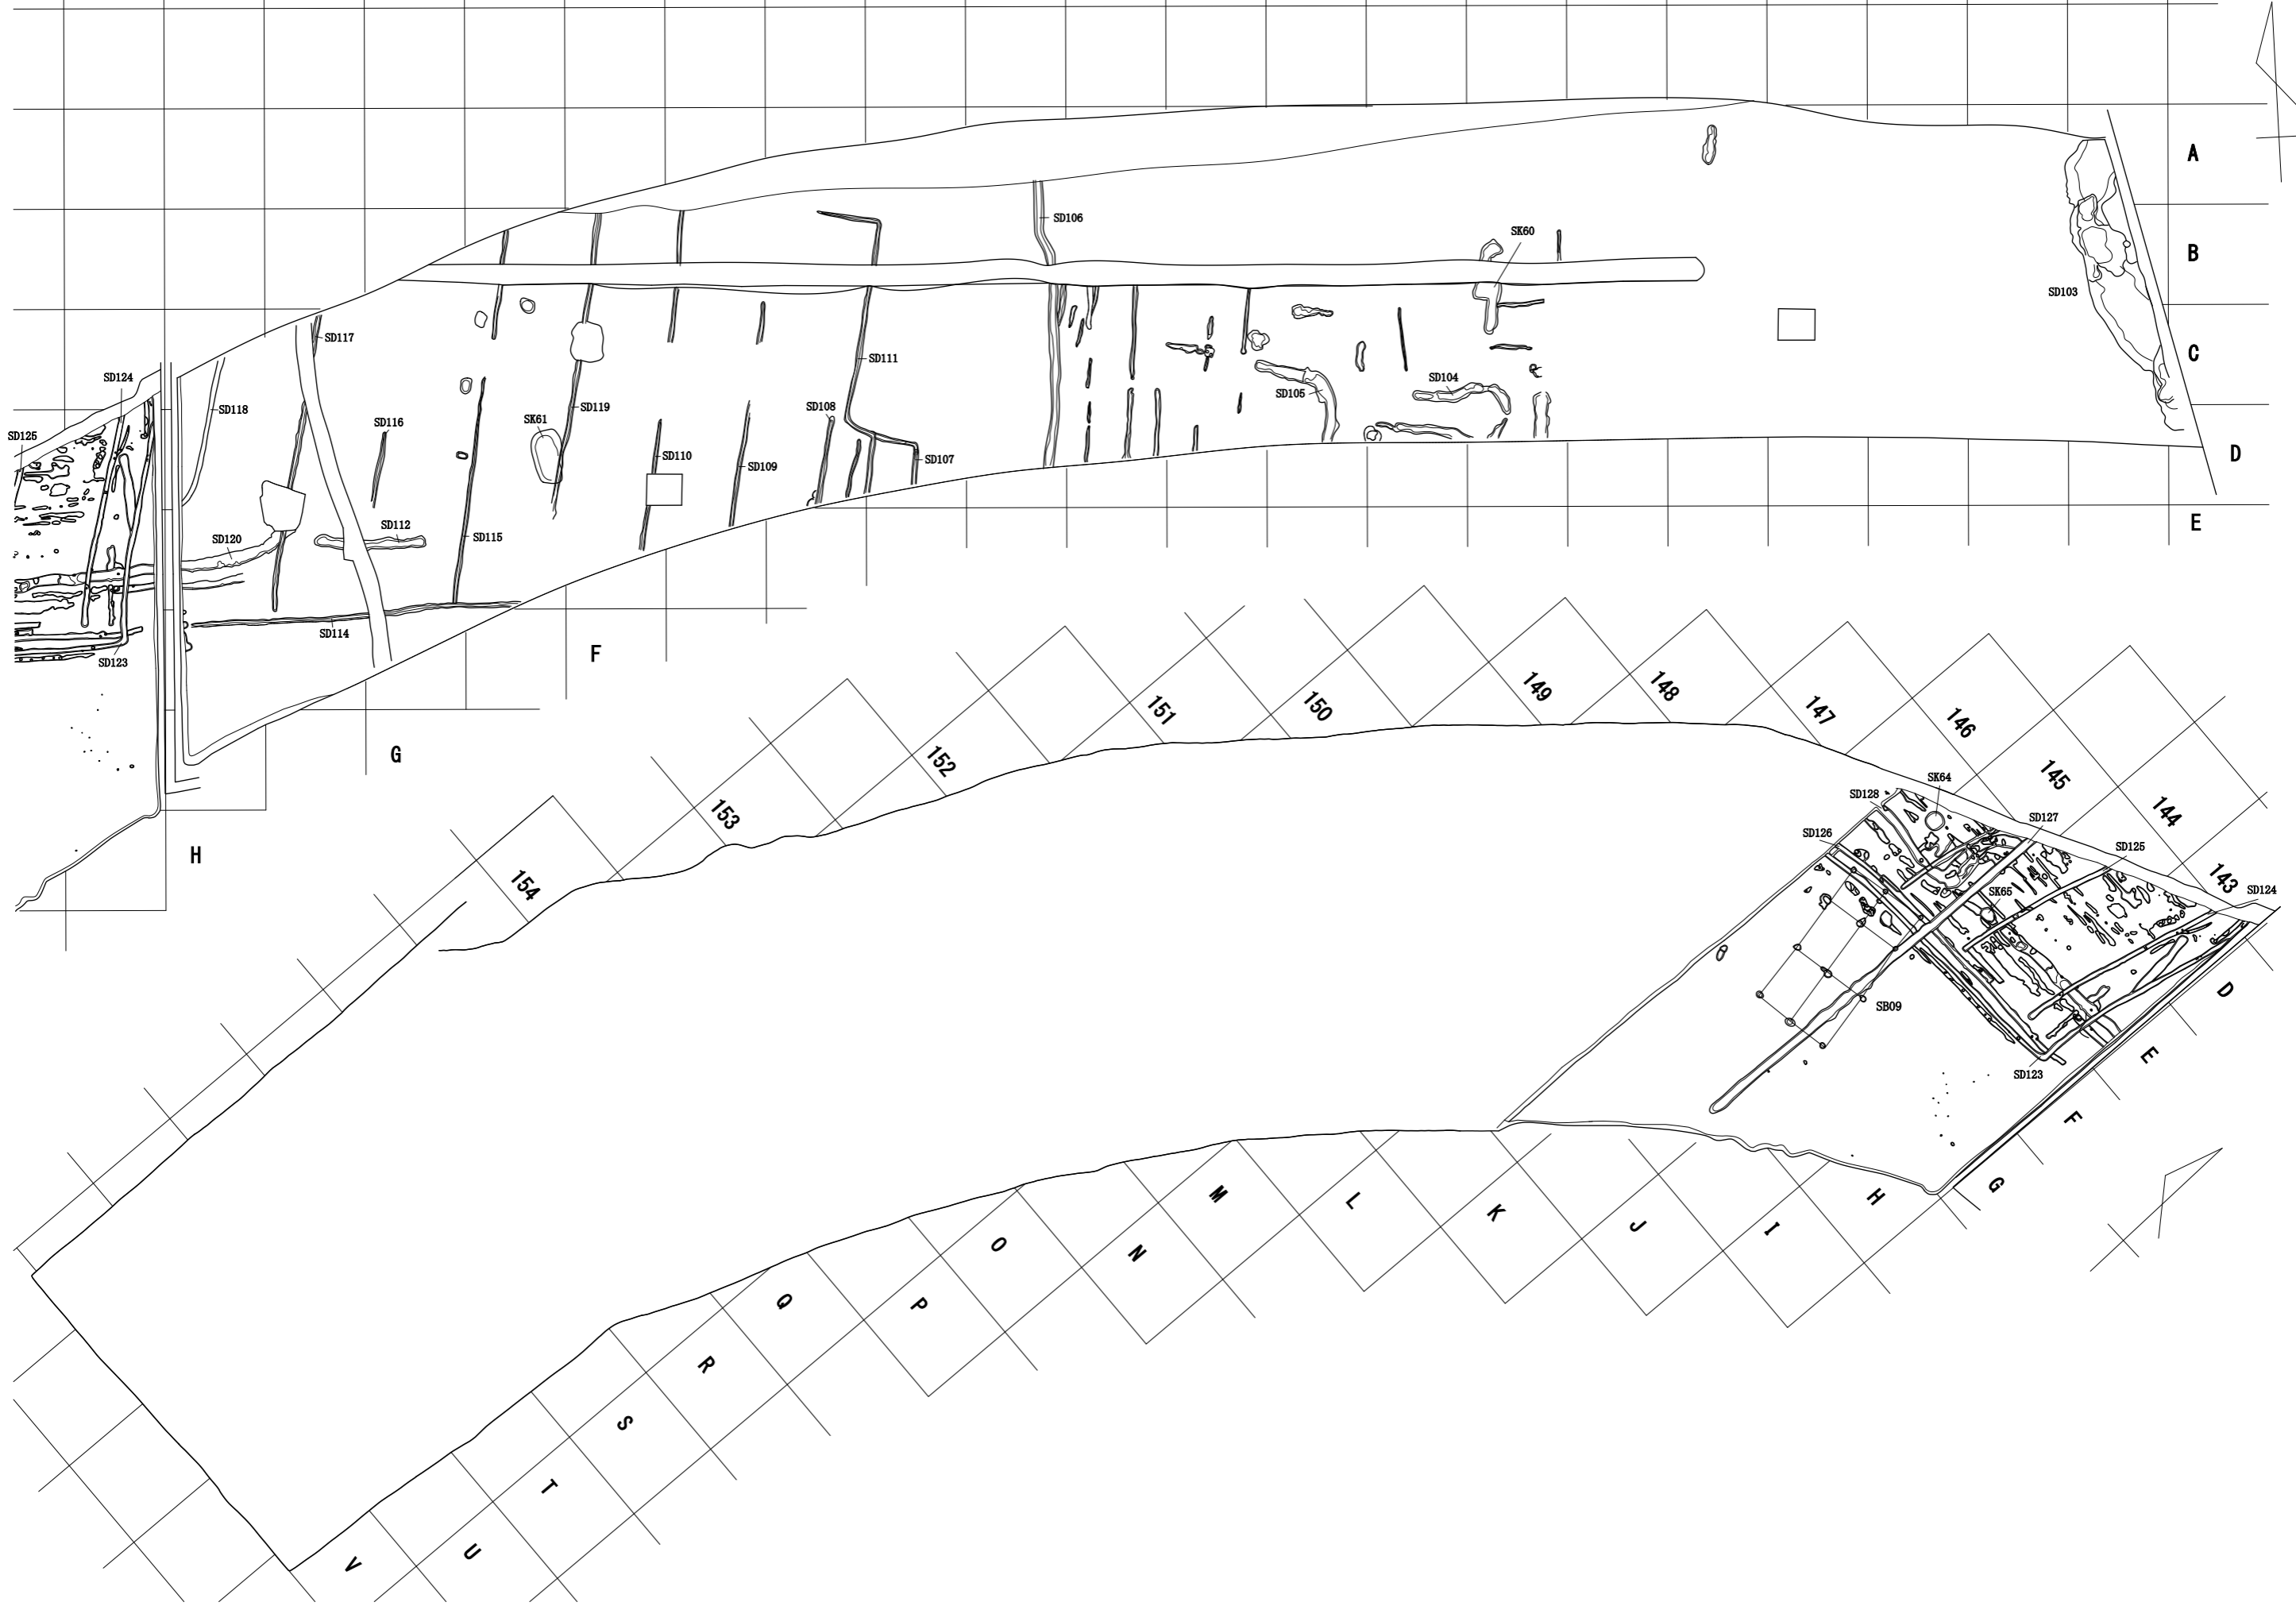 A
SD106
SK60
B
SD103
SD117
SD111
C
SD124
SD104
SD105
SD118
SD119
SD108
SK61
SD116
SD125
SD110
SD107
D
SD109
SD112
E
SD115
SD120
SD114
F
SD123
G
H
149
148
150
151
147
146
152
145
SK64
SD128
144
153
SD127
SD126
SD125
143
154
SK65
SD124
D
SB09
E
SD123
F
G
H
M
L
K
J
I
O
N
Q
P
R
S
T
U
V